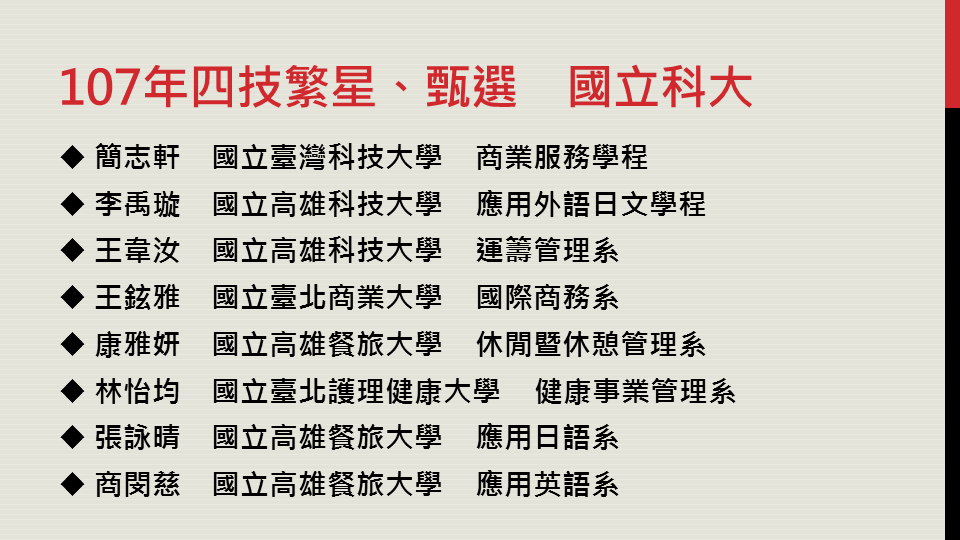 107年四技繁星、甄選 國立科大
◆ 簡志軒 國立臺灣科技大學 商業服務學程
◆ 李禹璇 國立高雄科技大學 應用外語日文學程
◆ 王韋汝 國立高雄科技大學 運籌管理系
◆ 王鉉雅 國立臺北商業大學 國際商務系
◆ 康雅妍 國立高雄餐旅大學 休閒暨休憩管理系
◆ 林怡均 國立臺北護理健康大學 健康事業管理系
◆ 張詠晴 國立高雄餐旅大學 應用日語系
◆ 商閔慈 國立高雄餐旅大學 應用英語系